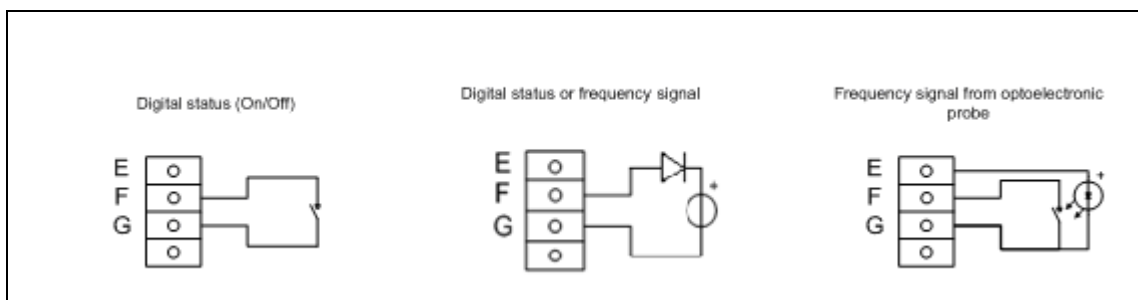 Digital status (On/Off)
E
F
G
+
Digital status or frequency signal
E
F
G
+
Frequency signal from optoelectronic
probe
E
F
G
+